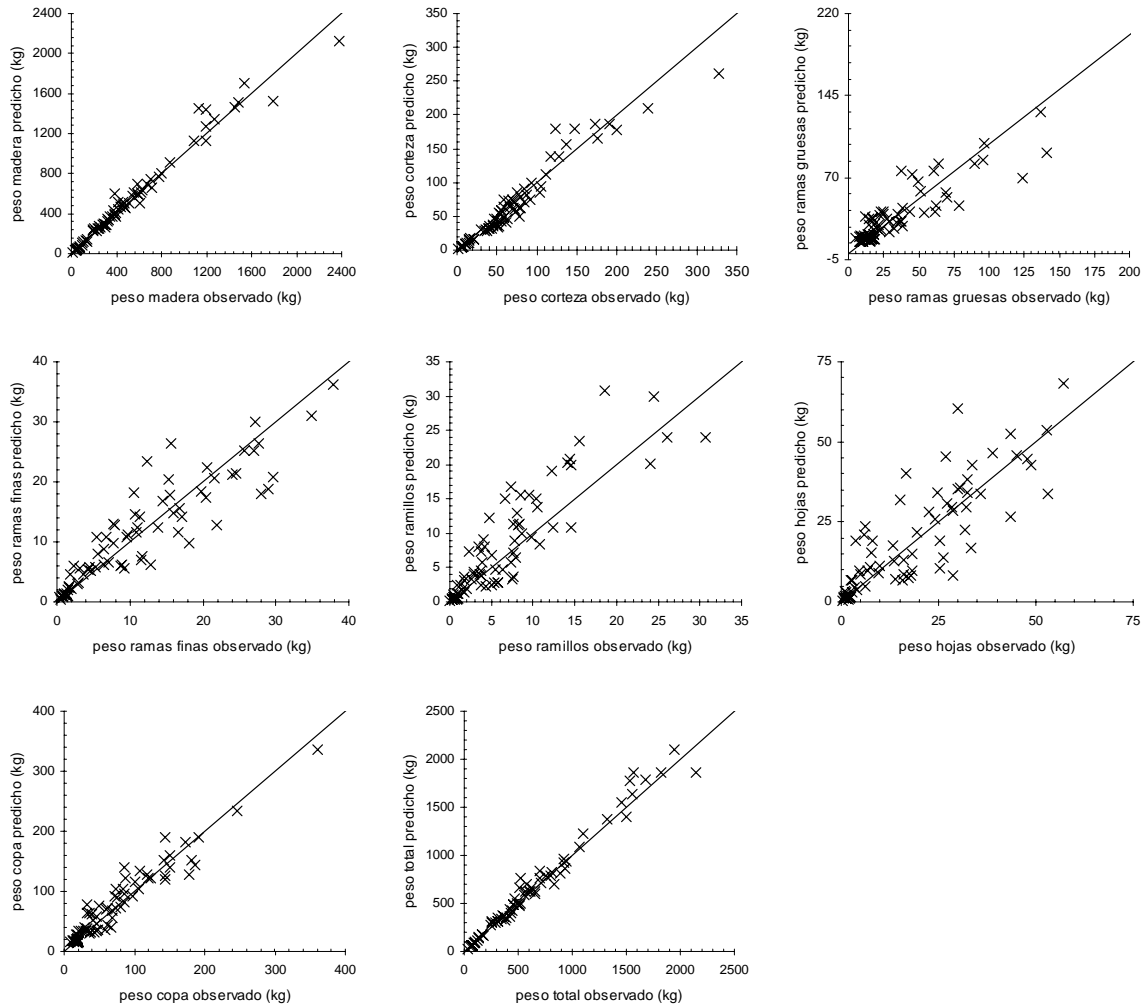 2400
2000
1600
1200
800
400
0
peso madera predicho (kg)
0 400 800 1200 1600 2000 2400
peso madera observado (kg)
350
300
250
200
150
100
50
0
peso corteza predicho (kg)
0 50 100 150 200 250 300 350
peso corteza observado (kg)
220
145
70
-5
peso ramas gruesas predicho (kg)
0 25 50 75 100 125 150 175 200
peso ramas gruesas observado (kg)
40
30
20
10
0
peso ramas finas predicho (kg)
0 10 20 30 40
peso ramas finas observado (kg)
35
30
25
20
15
10
5
0
peso ramillos predicho (kg)
0 5 10 15 20 25 30 35
peso ramillos observado (kg)
75
50
25
0
peso hojas predicho (kg)
0 25 50 75
peso hojas observado (kg)
400
300
200
100
0
peso copa predicho (kg)
0 100 200 300 400
peso copa observado (kg)
2500
2000
1500
1000
500
0
peso total predicho (kg)
0 500 1000 1500 2000 2500
peso total observado (kg)